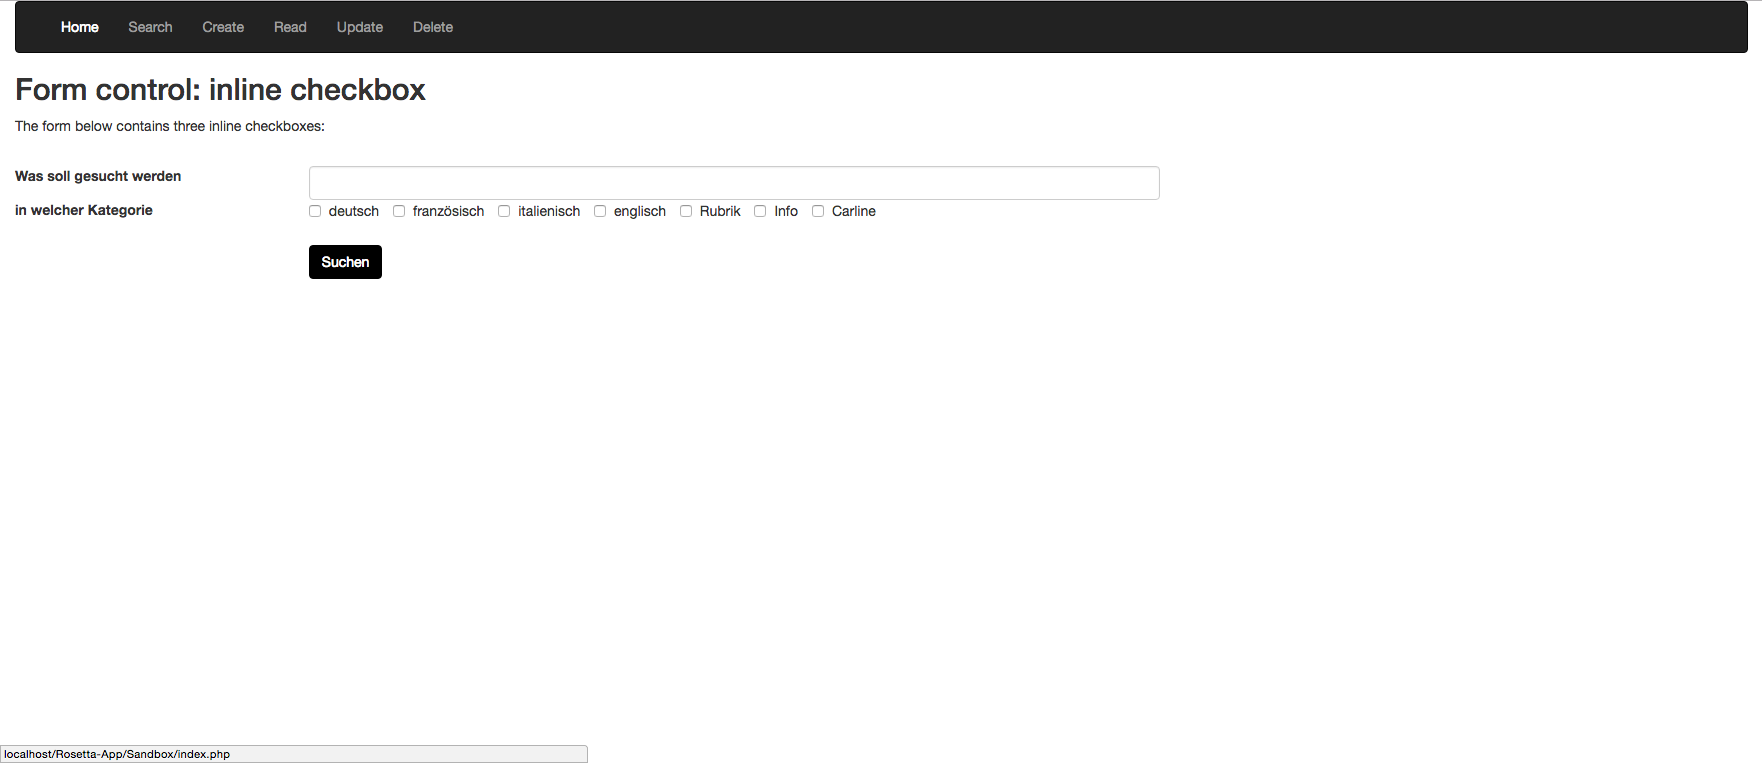 Home Search Create Read Update Delete
Form control: inline checkbox
The form below contains three inline checkboxes:
Was soll gesucht werden
in welcher Kategorie deutsch französisch italienisch englisch Rubrik Info Carline
Suchen
localhost/Rosetta-App/Sandbox/index.php